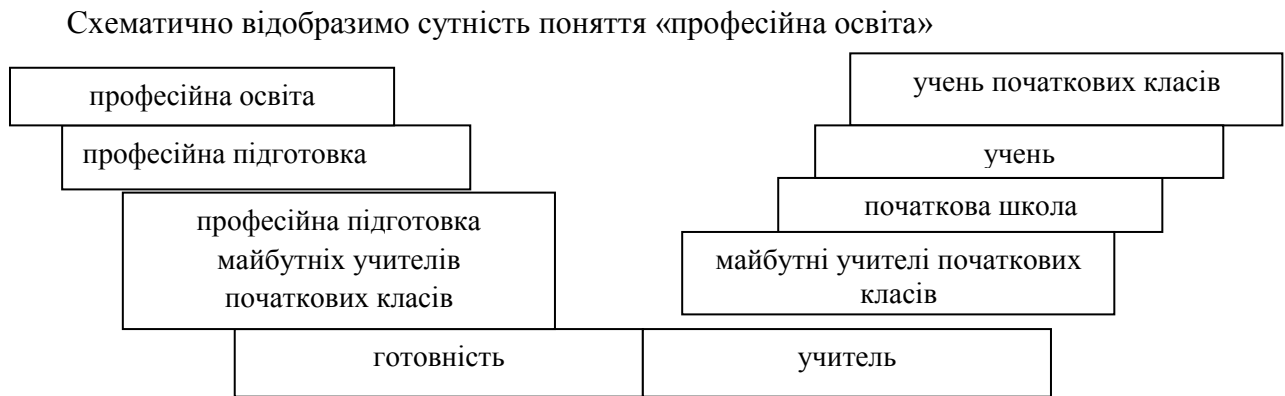 Схематично відобразимо сутність поняття «професійна освіта»
професійна освіта
професійна підготовка
професійна підготовка
майбутніх учителів
початкових класів
готовність
учень початкових класів
учень
початкова школа
майбутні учителі початкових
класів
учитель